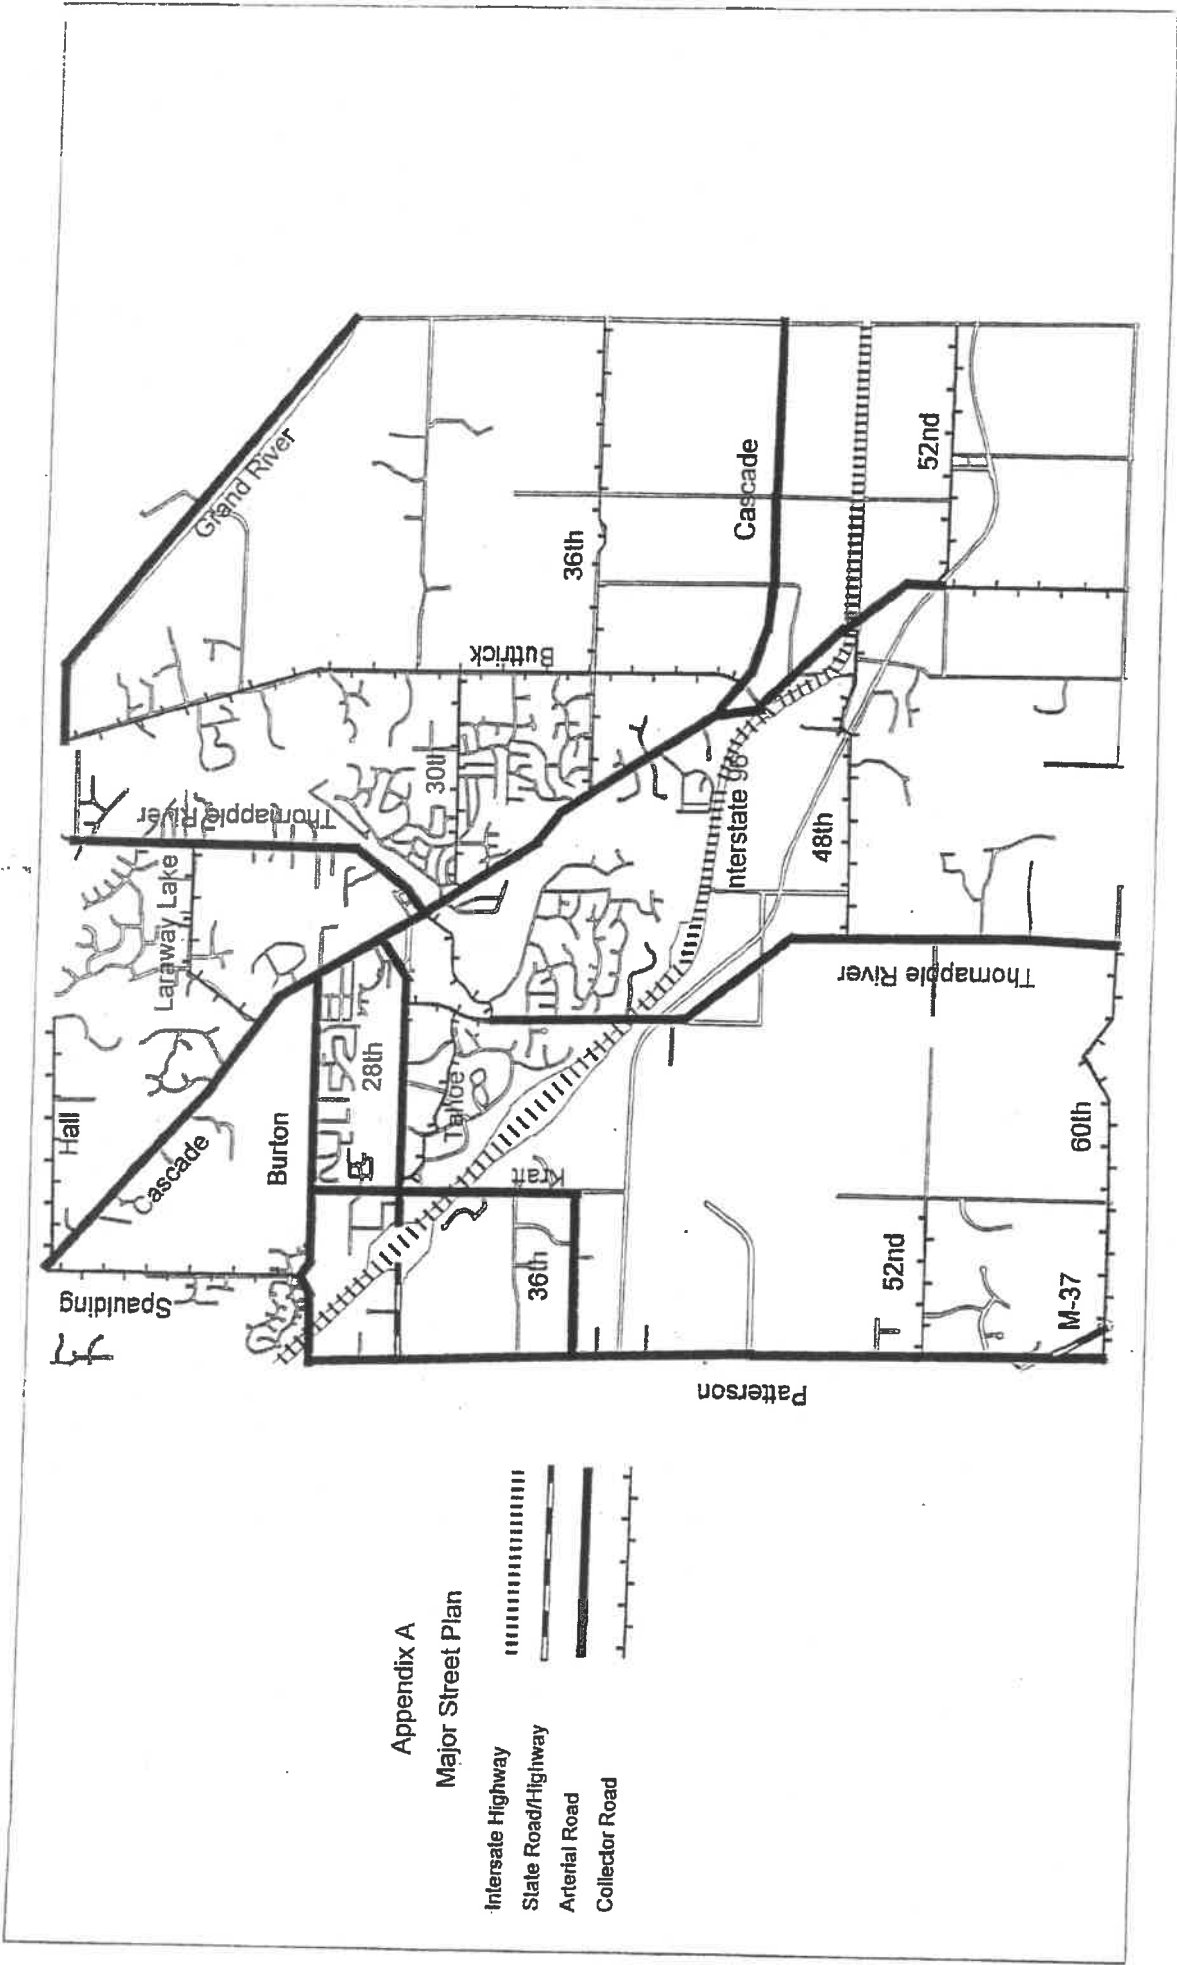 Appendix A
Major Street Plan
Intersate Highway
State Road/Highway
Arterial Road
Collector Road
Spaulding
Hall
Cascade
Laraway Lake
Thornapple River
Burton
28th
30th
Grand River
Buttrick
Tahoe
Kraft
36th
36th
Patterson
Interstate 96
Cascade
48th
52nd
Thornapple River
52nd
M-37
60th